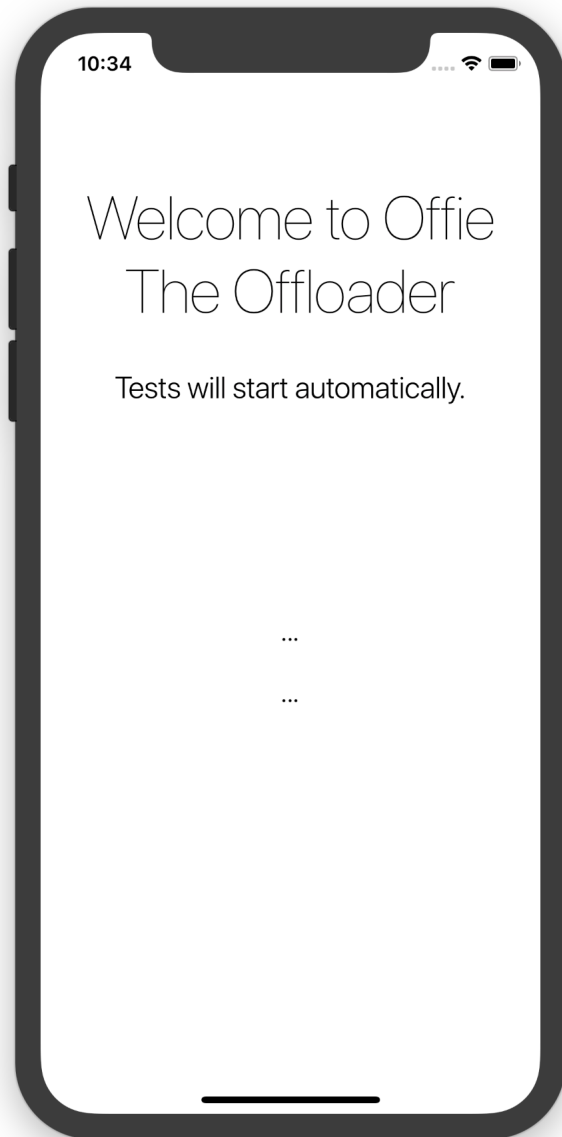 10:34
Welcome to Offie
The Offloader
Tests will start automatically.
...
...